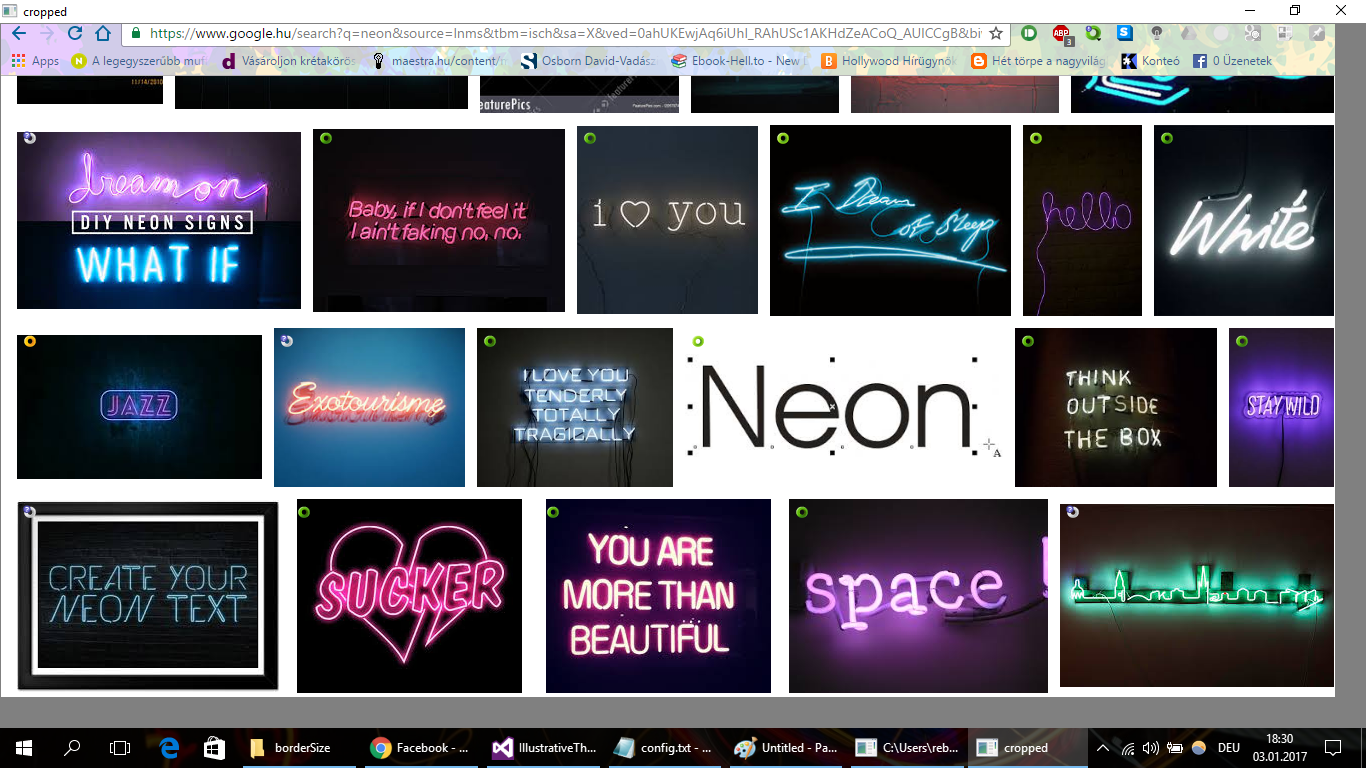 cropped
https://www.google.hu/search?q=neon&source=lnms&tbm=isch&sa=X&ved=0ahUKEwjAq6iUhI_RAhUSc1AKHdZeACoQ_AUICCgB&bi
ABP 3
Apps
A legegyszerűbb mut
Vásároljon krétakörös
maestra.hu/content/r
Osborn David-Vadász
Ebook-Hell.to - New
Hollywood Hírügynök
Hét törpe a nagyvilág
Konteó
0 Üzenetek
11/14/2010
FeaturePics
dream on
DIY NEON SIGNS
WHAT IF
Baby, if I don't feel it
I ain't faking no, no.
i ♡ you
I Dream
of Sleep
hello
White
JAZZ
Exotourisme
I LOVE YOU
TENDERLY
TOTALLY
TRAGICALLY
Neon
A
THINK
OUTSIDE
THE BOX
STAY WILD
CREATE YOUR
NEON TEXT
SUCKER
YOU ARE
MORE THAN
BEAUTIFUL
space !
borderSize
Facebook - ...
IllustrativeTh...
config.txt - ...
Untitled - Pa...
C:\Users\reb...
cropped
DEU
18:30
03.01.2017